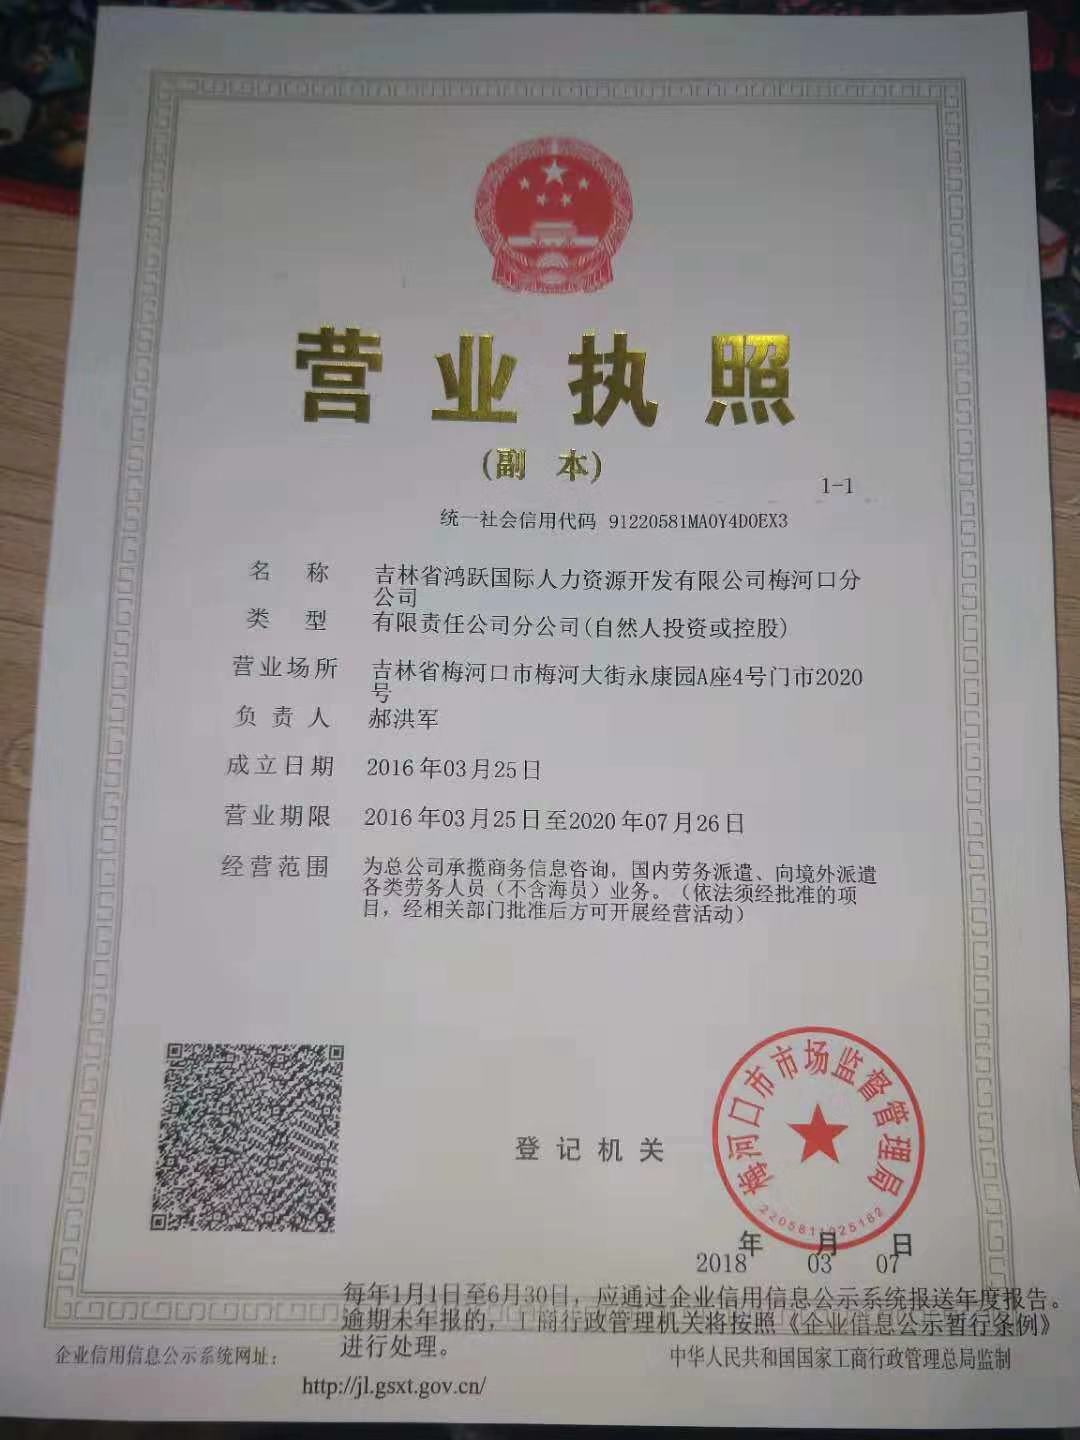 营业执照
(副 本)
1-1
统一社会信用代码 91220581MA0Y4D0EX3
名 称 吉林省鸿跃国际人力资源开发有限公司梅河口分
公司
类 型 有限责任公司分公司(自然人投资或控股)
营业场所 吉林省梅河口市梅河大街永康园A座4号门市2020
号
负 责 人 郝洪军
成立日期 2016年03月25日
营业期限 2016年03月25日至2020年07月26日
经营范围 为总公司承揽商务信息咨询，国内劳务派遣、向境外派遣
各类劳务人员（不含海员）业务。（依法须经批准的项
目，经相关部门批准后方可开展经营活动）
梅河口市市场监督管理局
登记机关
2205811025182
年 月 日
2018 03 07
每年1月1日至6月30日，应通过企业信用信息公示系统报送年度报告。
逾期未年报的，工商行政管理机关将按照《企业信息公示暂行条例》
进行处理。
企业信用信息公示系统网址：
中华人民共和国国家工商行政管理总局监制
http://jl.gsxt.gov.cn/